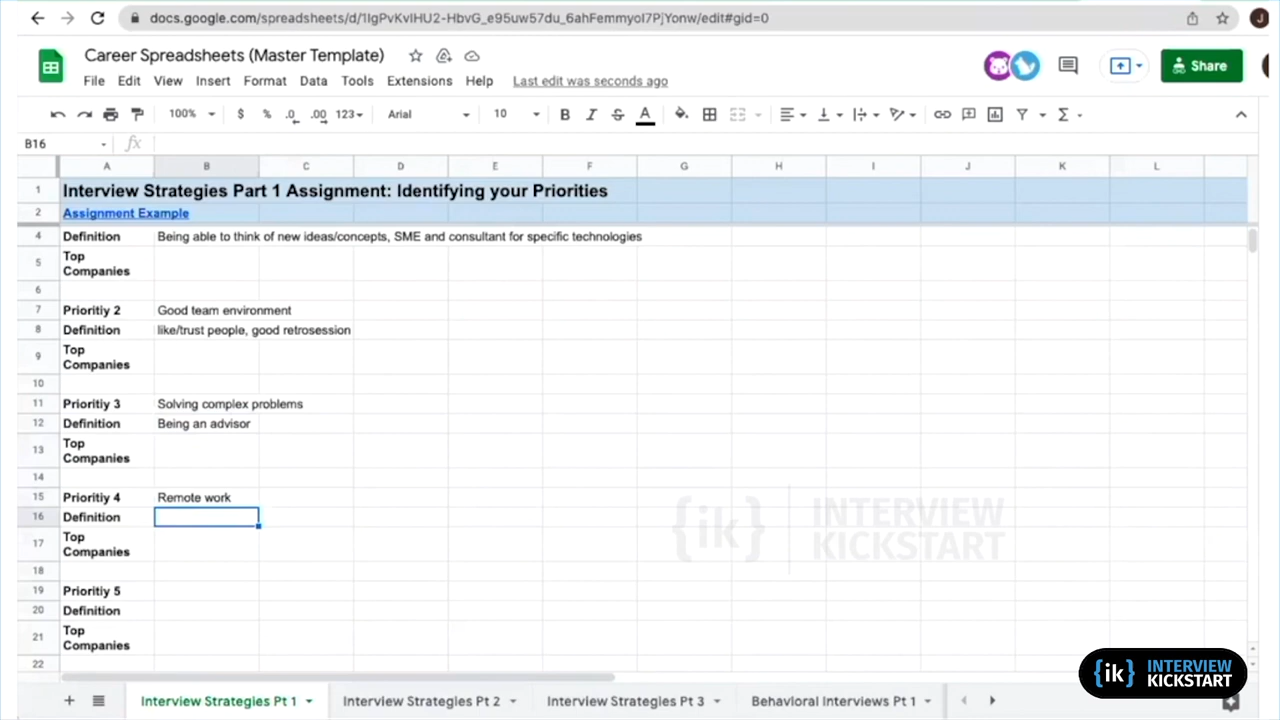 docs.google.com/spreadsheets/d/1IgPvKvIHU2-HbvG_e95uw57du_6ahFemmyoI7PjYonw/edit#gid=0
J
Career Spreadsheets (Master Template)
File Edit View Insert Format Data Tools Extensions Help Last edit was seconds ago
Share
100% $ % .0 .00 123 Arial 10 B I S A
B16 fx
A B C D E F G H I J K L
1 Interview Strategies Part 1 Assignment: Identifying your Priorities
2 Assignment Example
4 Definition Being able to think of new ideas/concepts, SME and consultant for specific technologies
5 Top Companies
6
7 Prioritiy 2 Good team environment
8 Definition like/trust people, good retrosession
9 Top Companies
10
11 Prioritiy 3 Solving complex problems
12 Definition Being an advisor
13 Top Companies
14
15 Prioritiy 4 Remote work
16 Definition
17 Top Companies
18
19 Prioritiy 5
20 Definition
21 Top Companies
22
{ik} INTERVIEW KICKSTART
Interview Strategies Pt 1 Interview Strategies Pt 2 Interview Strategies Pt 3 Behavioral Interviews Pt 1
{ik} INTERVIEW KICKSTART